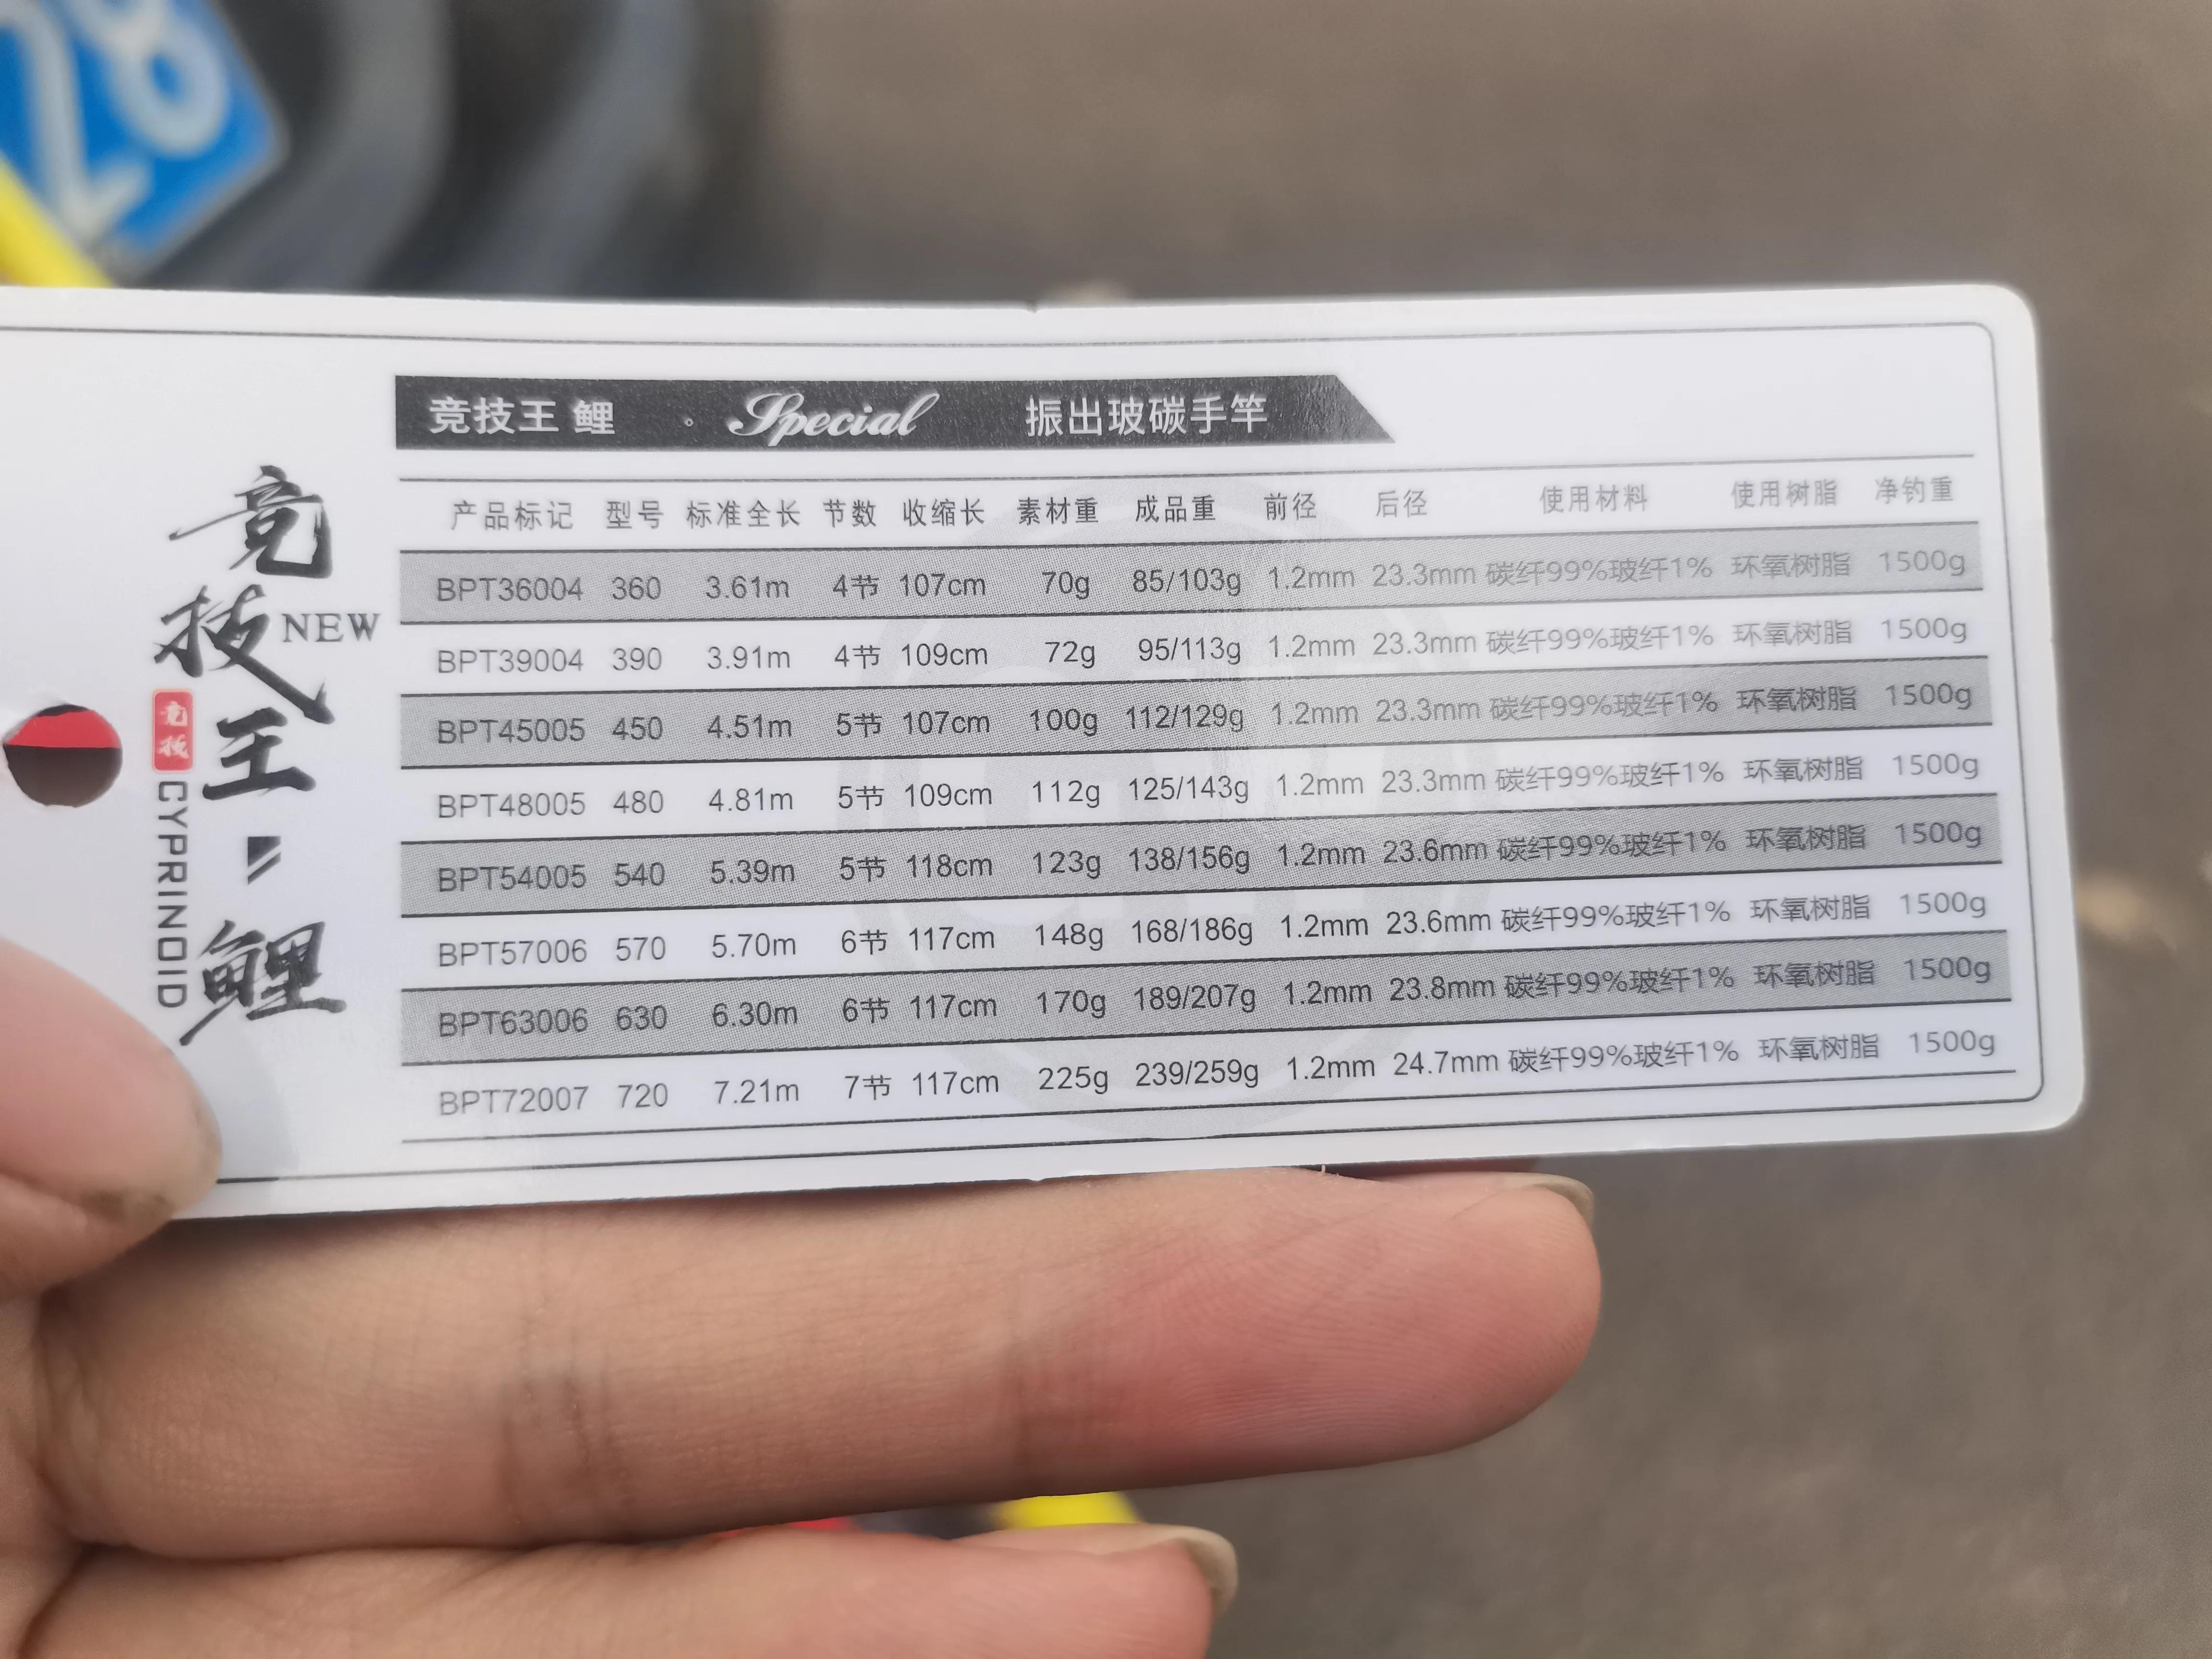 28
竞技王 鲤 。 Special 振出玻碳手竿
竞技王 鲤
NEW
竞技
CYPRINOID
产品标记 型号 标准全长 节数 收缩长 素材重 成品重 前径 后径 使用材料 使用树脂 净钓重
BPT36004 360 3.61m 4节 107cm 70g 85/103g 1.2mm 23.3mm 碳纤99%玻纤1% 环氧树脂 1500g
BPT39004 390 3.91m 4节 109cm 72g 95/113g 1.2mm 23.3mm 碳纤99%玻纤1% 环氧树脂 1500g
BPT45005 450 4.51m 5节 107cm 100g 112/129g 1.2mm 23.3mm 碳纤99%玻纤1% 环氧树脂 1500g
BPT48005 480 4.81m 5节 109cm 112g 125/143g 1.2mm 23.3mm 碳纤99%玻纤1% 环氧树脂 1500g
BPT54005 540 5.39m 5节 118cm 123g 138/156g 1.2mm 23.6mm 碳纤99%玻纤1% 环氧树脂 1500g
BPT57006 570 5.70m 6节 117cm 148g 168/186g 1.2mm 23.6mm 碳纤99%玻纤1% 环氧树脂 1500g
BPT63006 630 6.30m 6节 117cm 170g 189/207g 1.2mm 23.8mm 碳纤99%玻纤1% 环氧树脂 1500g
BPT72007 720 7.21m 7节 117cm 225g 239/259g 1.2mm 24.7mm 碳纤99%玻纤1% 环氧树脂 1500g